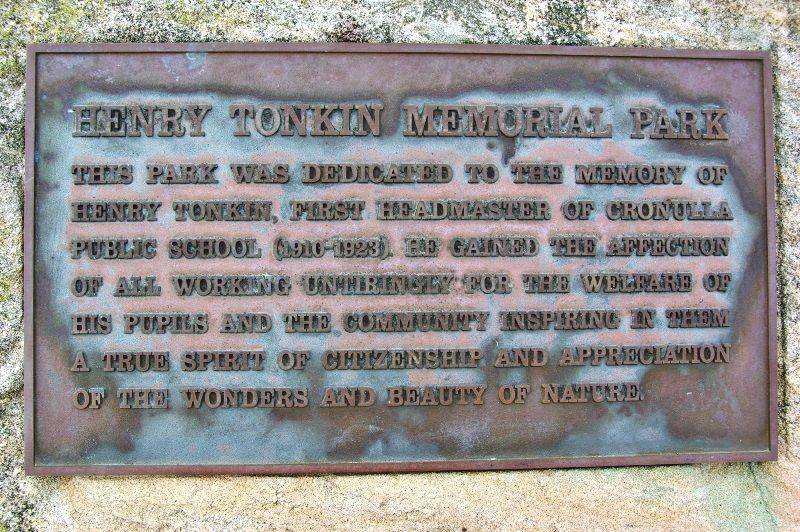 HENRY TONKIN MEMORIAL PARK
THIS PARK WAS DEDICATED TO THE MEMORY OF
HENRY TONKIN, FIRST HEADMASTER OF CRONULLA
PUBLIC SCHOOL (1910-1923). HE GAINED THE AFFECTION
OF ALL WORKING UNTIRINGLY FOR THE WELFARE OF
HIS PUPILS AND THE COMMUNITY INSPIRING IN THEM
A TRUE SPIRIT OF CITIZENSHIP AND APPRECIATION
OF THE WONDERS AND BEAUTY OF NATURE.